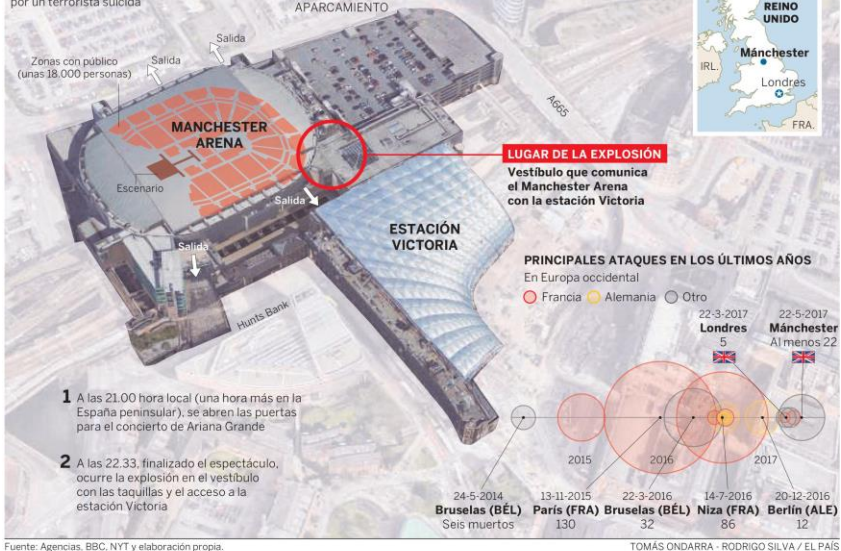 por un terrorista suicida
APARCAMIENTO
REINO
UNIDO
Mánchester
IRL.
Londres
FRA.
Salida
Salida
Zonas con público
(unas 18.000 personas)
A665
MANCHESTER
ARENA
Escenario
LUGAR DE LA EXPLOSIÓN
Vestíbulo que comunica
el Manchester Arena
con la estación Victoria
Salida
ESTACIÓN
VICTORIA
Salida
Hunts Bank
PRINCIPALES ATAQUES EN LOS ÚLTIMOS AÑOS
En Europa occidental
Francia Alemania Otro
22-3-2017
Londres
5
22-5-2017
Mánchester
Al menos 22
1 A las 21.00 hora local (una hora más en la
España peninsular), se abren las puertas
para el concierto de Ariana Grande
2 A las 22.33, finalizado el espectáculo,
ocurre la explosión en el vestíbulo
con las taquillas y el acceso a la
estación Victoria
2015 2016 2017
24-5-2014
Bruselas (BÉL)
Seis muertos
13-11-2015
París (FRA)
130
22-3-2016
Bruselas (BÉL)
32
14-7-2016
Niza (FRA)
86
20-12-2016
Berlín (ALE)
12
Fuente: Agencias, BBC, NYT y elaboración propia.
TOMÁS ONDARRA - RODRIGO SILVA / EL PAÍS